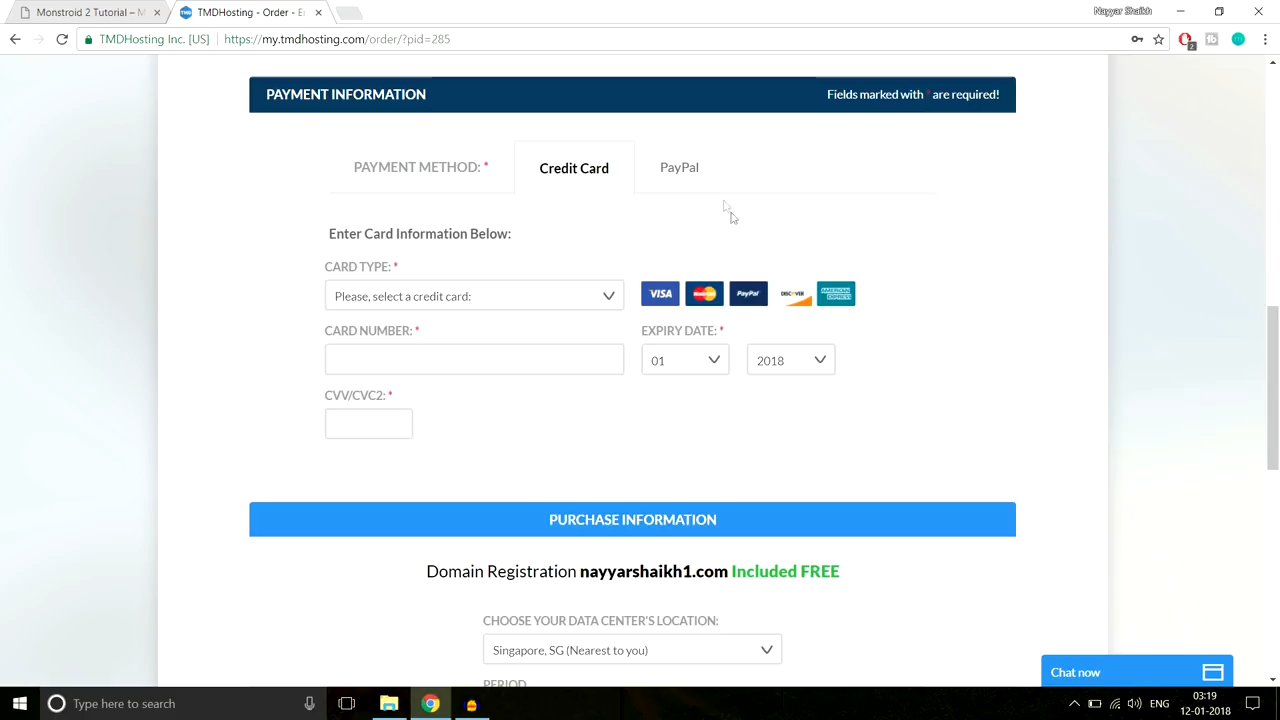 Monstroid 2 Tutorial – M
TMDHosting - Order - E
Nayyar Shaikh
TMDHosting Inc. [US]
https://my.tmdhosting.com/order/?pid=285
2
PAYMENT INFORMATION
Fields marked with * are required!
PAYMENT METHOD: *
Credit Card
PayPal
Enter Card Information Below:
CARD TYPE: *
Please, select a credit card:
VISA
MasterCard
PayPal
DISCOVER
AMERICAN EXPRESS
CARD NUMBER: *
EXPIRY DATE: *
01
2018
CVV/CVC2: *
PURCHASE INFORMATION
Domain Registration nayyarshaikh1.com Included FREE
CHOOSE YOUR DATA CENTER'S LOCATION:
Singapore, SG (Nearest to you)
PERIOD
Chat now
Type here to search
ENG
03:19
12-01-2018